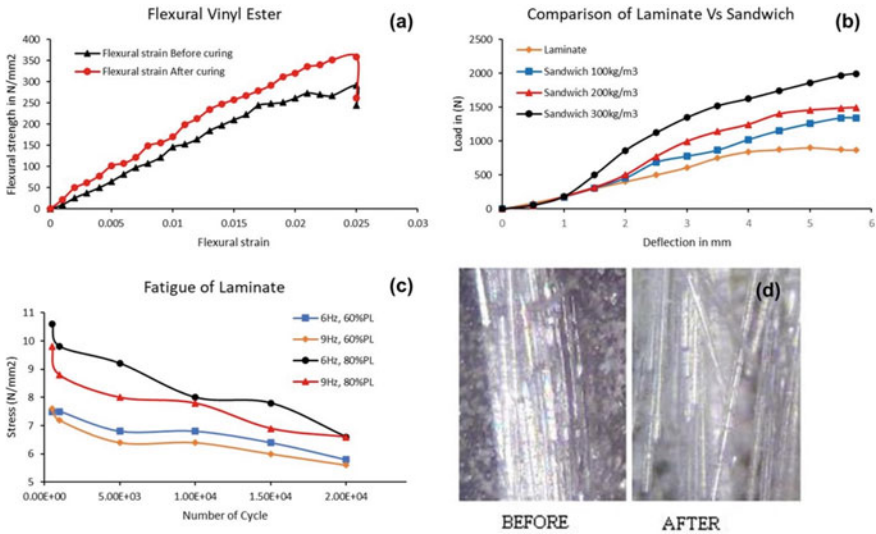 Flexural Vinyl Ester
(a)
Flexural strength in N/mm2
400
350
300
250
200
150
100
50
0
Flexural strain Before curing
Flexural strain After curing
0
0.005
0.01
0.015
0.02
0.025
0.03
Flexural strain
Comparison of Laminate Vs Sandwich
(b)
Load in (N)
2500
2000
1500
1000
500
0
Laminate
Sandwich 100kg/m3
Sandwich 200kg/m3
Sandwich 300kg/m3
0
1
2
3
4
5
6
Deflection in mm
Fatigue of Laminate
(c)
Stress (N/mm2)
11
10
9
8
7
6
5
6Hz, 60%PL
9Hz, 60%PL
6Hz, 80%PL
9Hz, 80%PL
0.00E+00
5.00E+03
1.00E+04
1.50E+04
2.00E+04
Number of Cycle
(d)
BEFORE
AFTER